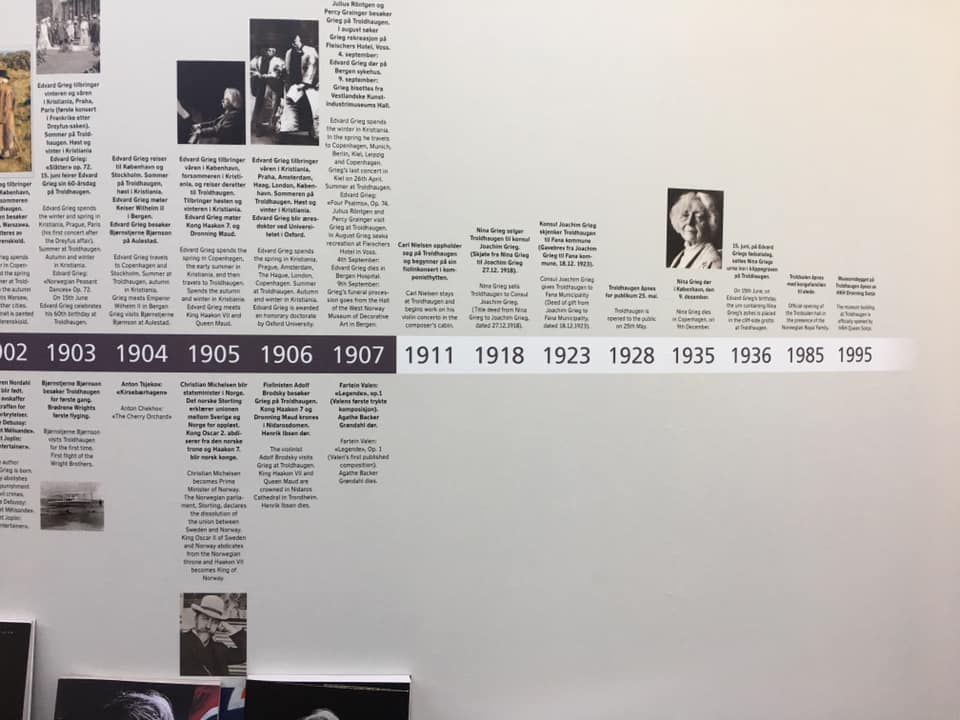 Edvard Grieg tilbringer
vinteren og våren
i Kristiania, Praha,
Paris (første konsert
i Frankrike etter
Dreyfus-saken).
Sommer på Trold-
haugen. Høst og
vinter i Kristiania
Edvard Grieg:
«Slåtter» op. 72.
15. juni feirer Edvard
Grieg sin 60-årsdag
på Troldhaugen.
Edvard Grieg spends
the winter and spring in
Kristiania, Prague, Paris
(his first concert after
the Dreyfus affair).
Summer at Troldhaugen.
Autumn and winter in
Kristiania.
Edvard Grieg:
«Norwegian Peasant
Dances» Op. 72.
On 15th June
Edvard Grieg celebrates
his 60th birthday at
Troldhaugen.
Edvard Grieg reiser
til København og
Stockholm. Sommer
på Troldhaugen,
høst i Kristiania.
Edvard Grieg møter
Keiser Wilhelm II
i Bergen.
Edvard Grieg besøker
Bjørnstjerne Bjørnson
på Aulestad.
Edvard Grieg travels
to Copenhagen and
Stockholm. Summer at
Troldhaugen, autumn
in Kristiania.
Grieg meets Emperor
Wilhelm II in Bergen.
Grieg visits Bjørnstjerne
Bjørnson at Aulestad.
Edvard Grieg tilbringer
våren i København,
forsommeren i Kristi-
ania, og reiser deretter
til Troldhaugen.
Tilbringer høsten og
vinteren i Kristiania.
Edvard Grieg møter
Kong Haakon 7. og
Dronning Maud.
Edvard Grieg spends the
spring in Copenhagen,
the early summer in
Kristiania, and then
travels to Troldhaugen.
Spends the autumn
and winter in Kristiania.
Edvard Grieg meets
King Haakon VII and
Queen Maud.
Edvard Grieg tilbringer
våren i Kristiania,
Praha, Amsterdam,
Haag, London, Køben-
havn. Sommeren på
Troldhaugen. Høst og
vinter i Kristiania.
Edvard Grieg blir æres-
doktor ved Universi-
tetet i Oxford.
Edvard Grieg spends
the spring in Kristiania,
Prague, Amsterdam,
The Hague, London,
Copenhagen. Summer
at Troldhaugen. Autumn
and winter in Kristiania.
Edvard Grieg is awarded
an honorary doctorate
by Oxford University.
Julius Röntgen og
Percy Grainger besøker
Grieg på Troldhaugen.
I august søker
Grieg rekreasjon på
Fleischers Hotel, Voss.
4. september:
Edvard Grieg dør på
Bergen sykehus.
9. september:
Grieg bisettes fra
Vestlandske Kunst-
industrimuseums Hall.
Edvard Grieg spends
the winter in Kristiania.
In the spring he travels
to Copenhagen, Munich,
Berlin, Kiel, Leipzig
and Copenhagen.
Grieg's last concert in
Kiel on 26th April.
Summer at Troldhaugen.
Edvard Grieg:
«Four Psalms», Op. 74.
Julius Röntgen and
Percy Grainger visit
Grieg at Troldhaugen.
In August Grieg seeks
recreation at Fleischers
Hotel in Voss.
4th September:
Edvard Grieg dies in
Bergen Hospital.
9th September:
Grieg's funeral proces-
sion goes from the Hall
of the West Norway
Museum of Decorative
Art in Bergen.
Carl Nielsen oppholder
seg på Troldhaugen
og begynner på sin
fiolinkonsert i kom-
ponisthytten.
Carl Nielsen stays
at Troldhaugen and
begins work on his
violin concerto in the
composer's cabin.
Nina Grieg selger
Troldhaugen til konsul
Joachim Grieg.
(Skjøte fra Nina Grieg
til Joachim Grieg
27.12. 1918).
Nina Grieg sells
Troldhaugen to Consul
Joachim Grieg.
(Title deed from Nina
Grieg to Joachim Grieg,
dated 27.12.1918).
Konsul Joachim Grieg
skjenker Troldhaugen
til Fana kommune
(Gavebrev fra Joachim
Grieg til Fana kom-
mune, 18.12. 1923).
Consul Joachim Grieg
gives Troldhaugen to
Fana Municipality
(Deed of gift from
Joachim Grieg to
Fana Municipality,
dated 18.12.1923).
Troldhaugen åpnes
for publikum 25. mai.
Troldhaugen is
opened to the public
on 25th May.
Nina Grieg dør
i København, den
9. desember.
Nina Grieg dies
in Copenhagen, on
9th December.
15. juni, på Edvard
Griegs fødselsdag,
settes Nina Griegs
urne inn i klippegraven
på Troldhaugen.
On 15th June, on
Edvard Grieg's birthday
the urn containing Nina
Grieg's ashes is placed
in the cliff-side grotto
at Troldhaugen.
Troldsalen åpnes
med kongefamilien
til stede.
Official opening of
the Troldsalen hall in
the presence of the
Norwegian Royal Family.
Museumsbygget på
Troldhaugen åpnes av
HKH Dronning Sonja
The museum building
at Troldhaugen is
officially opened by
HRH Queen Sonja.
02 1903 1904 1905 1906 1907 1911 1918 1923 1928 1935 1936 1985 1995
Bjørnstjerne Bjørnson
besøker Troldhaugen
for første gang.
Brødrene Wrights
første flyging.
Bjørnstjerne Bjørnson
visits Troldhaugen
for the first time.
First flight of the
Wright Brothers.
Anton Tsjekov:
«Kirsebærhagen»
Anton Chekhov:
«The Cherry Orchard»
Christian Michelsen blir
statsminister i Norge.
Det norske Storting
erklærer unionen
mellom Sverige og
Norge for oppløst.
Kong Oscar 2. abdi-
serer fra den norske
trone og Haakon 7.
blir norsk konge.
Christian Michelsen
becomes Prime
Minister of Norway.
The Norwegian parlia-
ment, Storting, declares
the dissolution of
the union between
Sweden and Norway.
King Oscar II of Sweden
and Norway abdicates
from the Norwegian
throne and Haakon VII
becomes King of
Norway.
Fiolinisten Adolf
Brodsky besøker
Grieg på Troldhaugen.
Kong Haakon 7 og
Dronning Maud krones
i Nidarosdomen.
Henrik Ibsen dør.
The violinist
Adolf Brodsky visits
Grieg at Troldhaugen.
King Haakon VII and
Queen Maud are
crowned in Nidaros
Cathedral in Trondheim.
Henrik Ibsen dies.
Fartein Valen:
«Legende», op.1
(Valens første trykte
komposisjon).
Agathe Backer
Grøndahl dør.
Fartein Valen:
«Legende», Op. 1
(Valen's first published
composition).
Agathe Backer
Grøndahl dies.